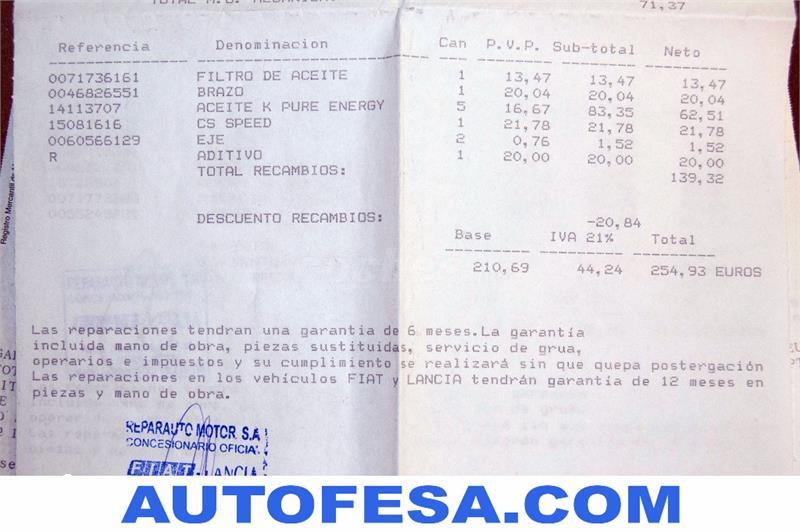 71,37
Referencia Denominacion Can P.V.P. Sub-total Neto
0071736161 FILTRO DE ACEITE 1 13,47 13,47 13,47
0046826551 BRAZO 1 20,04 20,04 20,04
14113707 ACEITE K PURE ENERGY 5 16,67 83,35 62,51
15081616 CS SPEED 1 21,78 21,78 21,78
0060566129 EJE 2 0,76 1,52 1,52
R ADITIVO 1 20,00 20,00 20,00
TOTAL RECAMBIOS: 139,32
DESCUENTO RECAMBIOS: -20,84
Base IVA 21% Total
210,69 44,24 254,93 EUROS
Las reparaciones tendran una garantia de 6 meses.La garantía
incluida mano de obra, piezas sustituidas, servicio de grua,
operarios e impuestos y su cumplimiento se realizará sin que quepa postergación
Las reparaciones en los vehículos FIAT y LANCIA tendrán garantía de 12 meses en
piezas y mano de obra.
REPARAUTO MOTOR S.A.
CONCESIONARIO OFICIAL
FIAT-LANCIA
Registro Mercantil de
AUTOFESA.COM